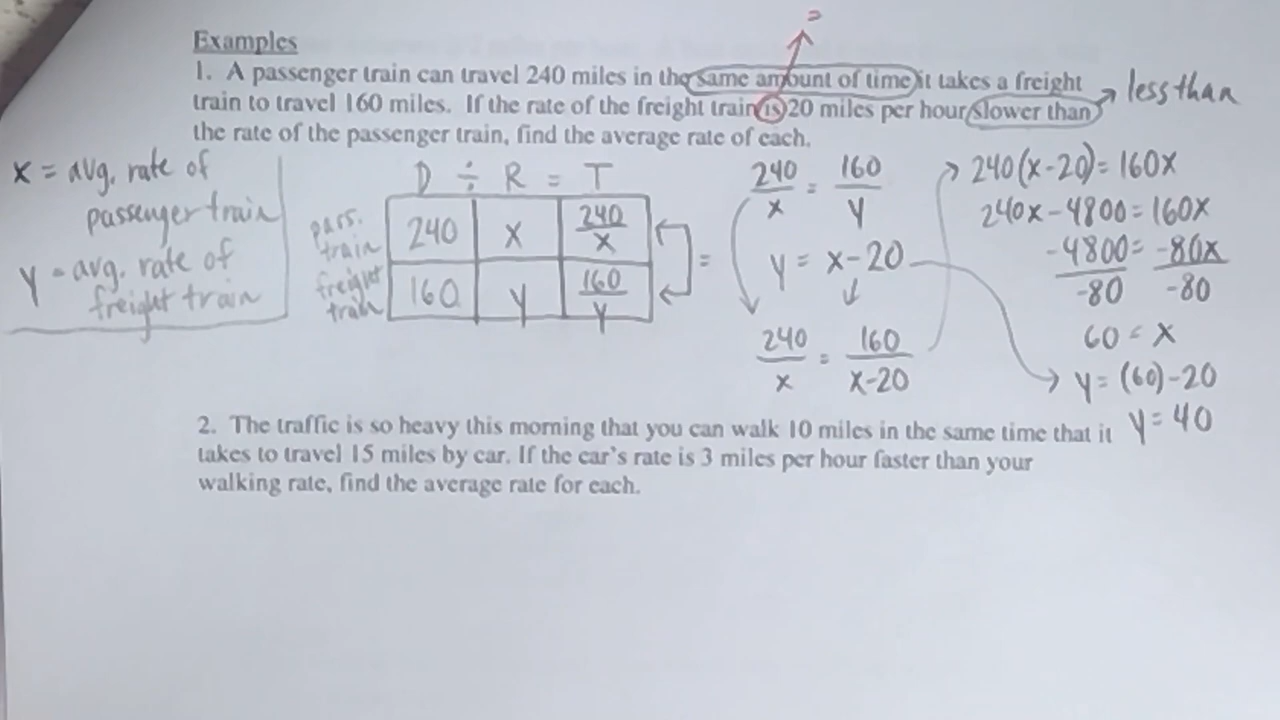 Examples
=
1. A passenger train can travel 240 miles in the same amount of time it takes a freight
train to travel 160 miles. If the rate of the freight train is 20 miles per hour slower than
less than
the rate of the passenger train, find the average rate of each.
x = avg. rate of
passenger train
y = avg. rate of
freight train
D ÷ R = T
pass. train 240 x 240/x
freight train 160 y 160/y
=
240/x = 160/y
y = x-20
240/x = 160/x-20
240(x-20) = 160x
240x - 4800 = 160x
-4800 = -80x
-80 -80
60 = x
y = (60)-20
y = 40
2. The traffic is so heavy this morning that you can walk 10 miles in the same time that it
takes to travel 15 miles by car. If the car's rate is 3 miles per hour faster than your
walking rate, find the average rate for each.